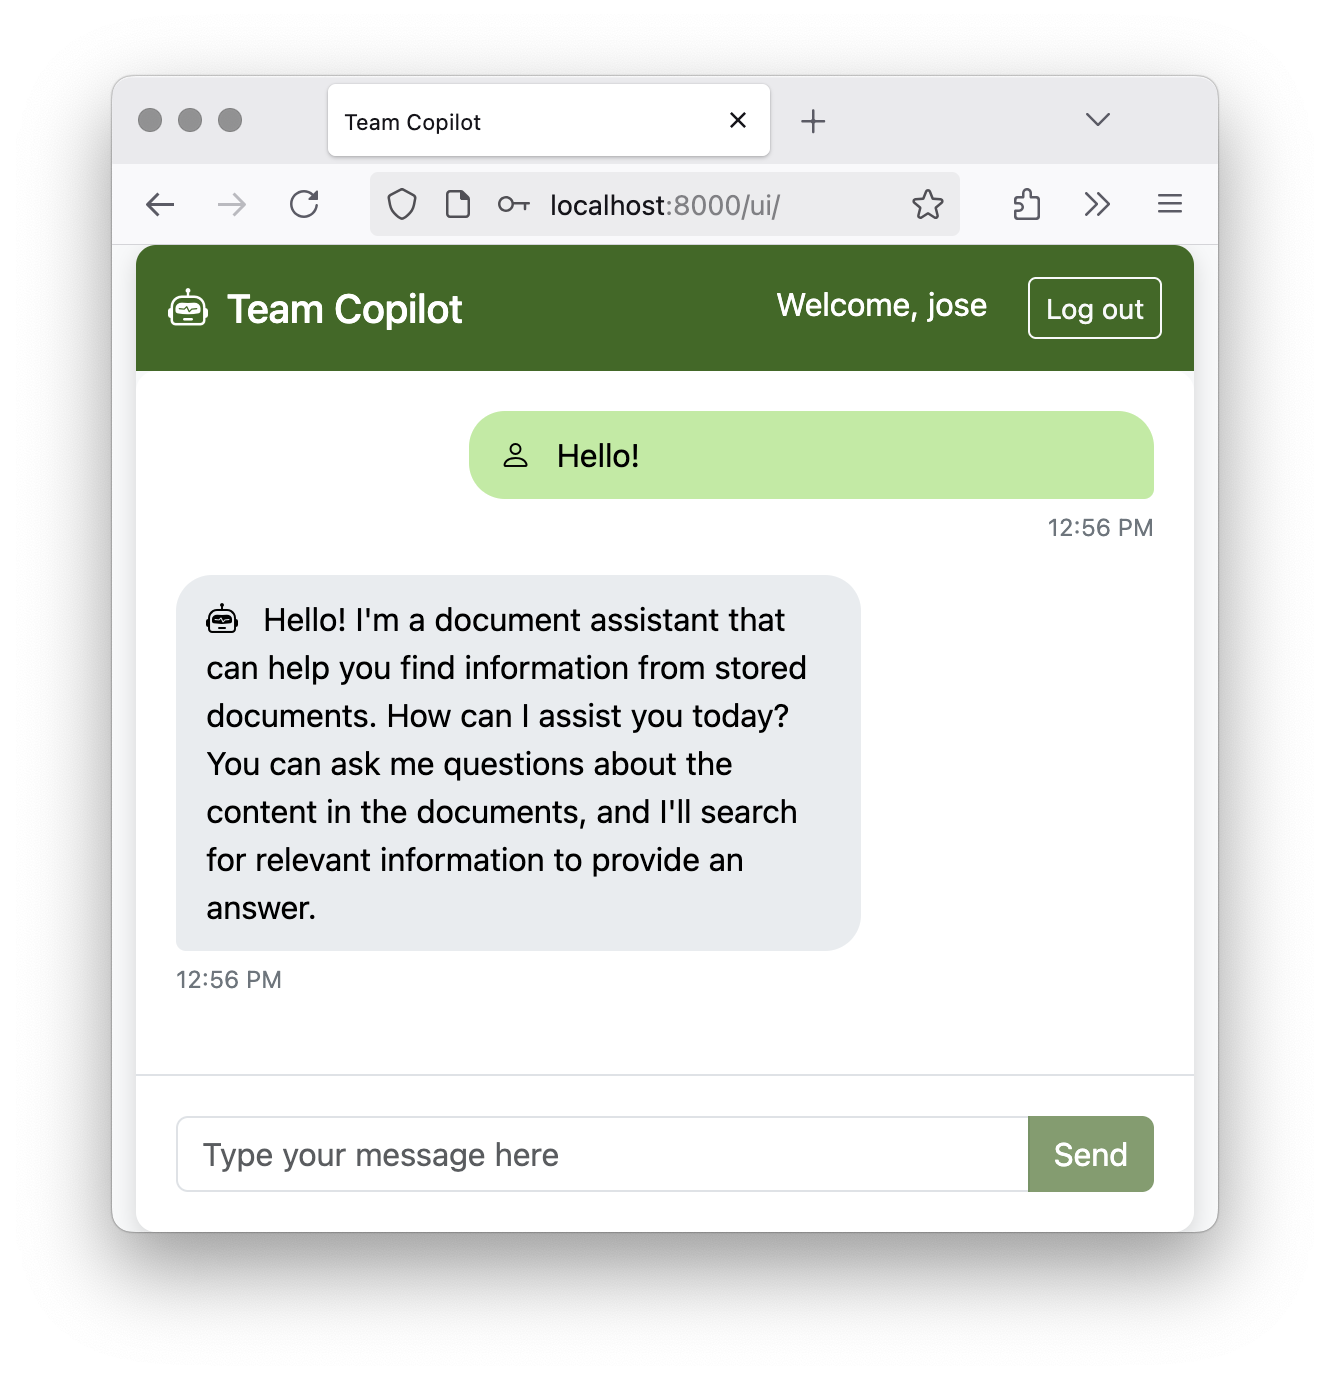 Team Copilot
localhost:8000/ui/
Team Copilot
Welcome, jose
Log out
Hello!
12:56 PM
Hello! I'm a document assistant that
can help you find information from stored
documents. How can I assist you today?
You can ask me questions about the
content in the documents, and I'll search
for relevant information to provide an
answer.
12:56 PM
Type your message here
Send